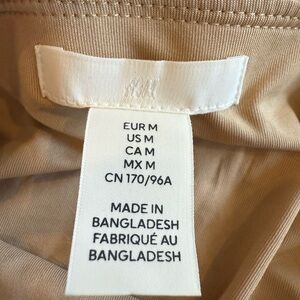 H&M
EUR M
US M
CA M
MX M
CN 170/96A
MADE IN
BANGLADESH
FABRIQUÉ AU
BANGLADESH